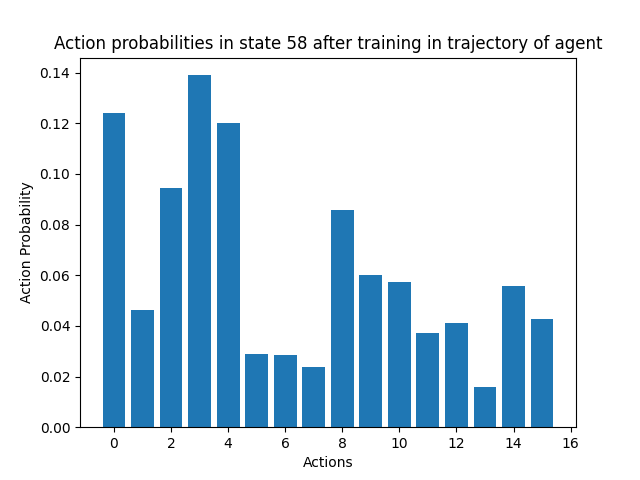 Action probabilities in state 58 after training in trajectory of agent
0.14
0.12
0.10
0.08
0.06
0.04
0.02
0.00
Action Probability
0 2 4 6 8 10 12 14 16
Actions